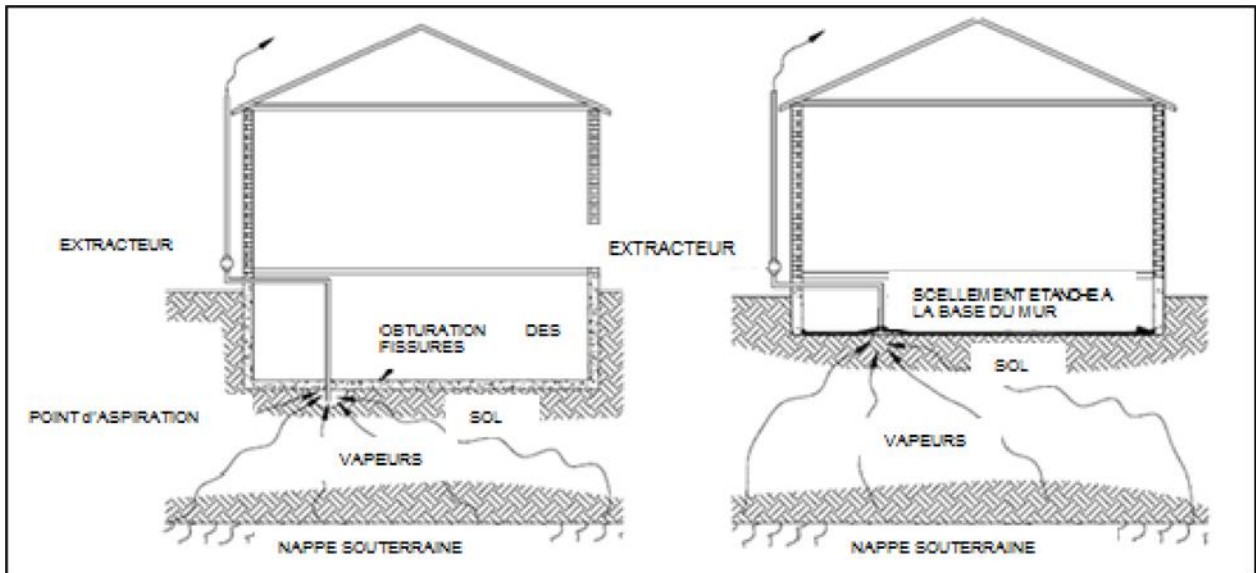 EXTRACTEUR
OBTURATION DES
FISSURES
POINT d'ASPIRATION
SOL
VAPEURS
NAPPE SOUTERRAINE
EXTRACTEUR
SCELLEMENT ETANCHE A
LA BASE DU MUR
SOL
VAPEURS
NAPPE SOUTERRAINE